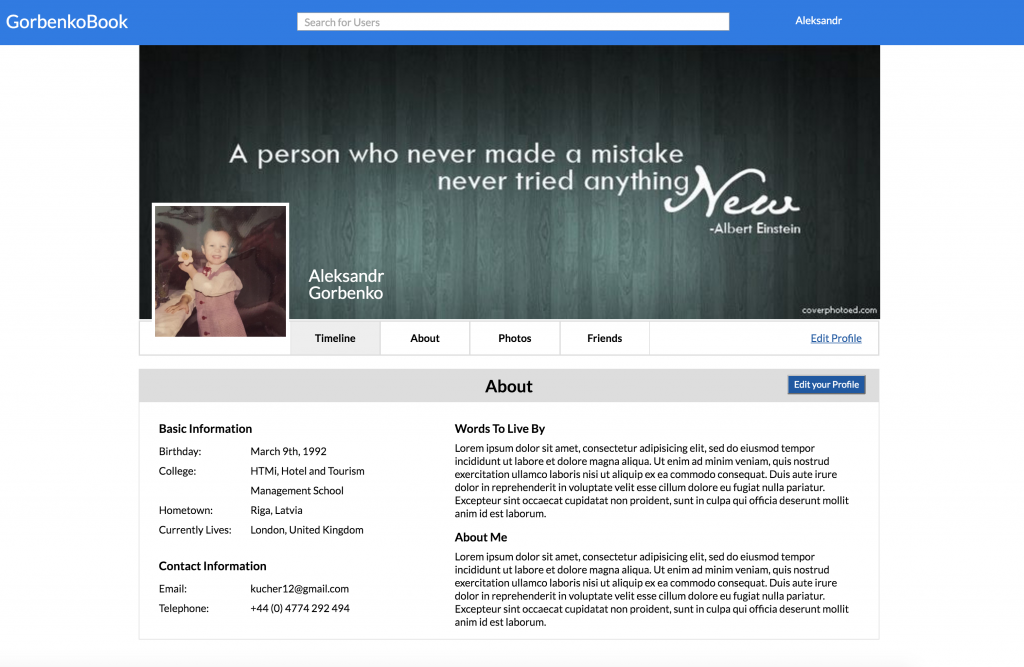 GorbenkoBook
Search for Users
Aleksandr
A person who never made a mistake
never tried anything New
-Albert Einstein
Aleksandr
Gorbenko
coverphotoed.com
Timeline
About
Photos
Friends
Edit Profile
About
Edit your Profile
Basic Information
Birthday: March 9th, 1992
College: HTMi, Hotel and Tourism
Management School
Hometown: Riga, Latvia
Currently Lives: London, United Kingdom
Contact Information
Email: kucher12@gmail.com
Telephone: +44 (0) 4774 292 494
Words To Live By
Lorem ipsum dolor sit amet, consectetur adipisicing elit, sed do eiusmod tempor
incididunt ut labore et dolore magna aliqua. Ut enim ad minim veniam, quis nostrud
exercitation ullamco laboris nisi ut aliquip ex ea commodo consequat. Duis aute irure
dolor in reprehenderit in voluptate velit esse cillum dolore eu fugiat nulla pariatur.
Excepteur sint occaecat cupidatat non proident, sunt in culpa qui officia deserunt mollit
anim id est laborum.
About Me
Lorem ipsum dolor sit amet, consectetur adipisicing elit, sed do eiusmod tempor
incididunt ut labore et dolore magna aliqua. Ut enim ad minim veniam, quis nostrud
exercitation ullamco laboris nisi ut aliquip ex ea commodo consequat. Duis aute irure
dolor in reprehenderit in voluptate velit esse cillum dolore eu fugiat nulla pariatur.
Excepteur sint occaecat cupidatat non proident, sunt in culpa qui officia deserunt mollit
anim id est laborum.